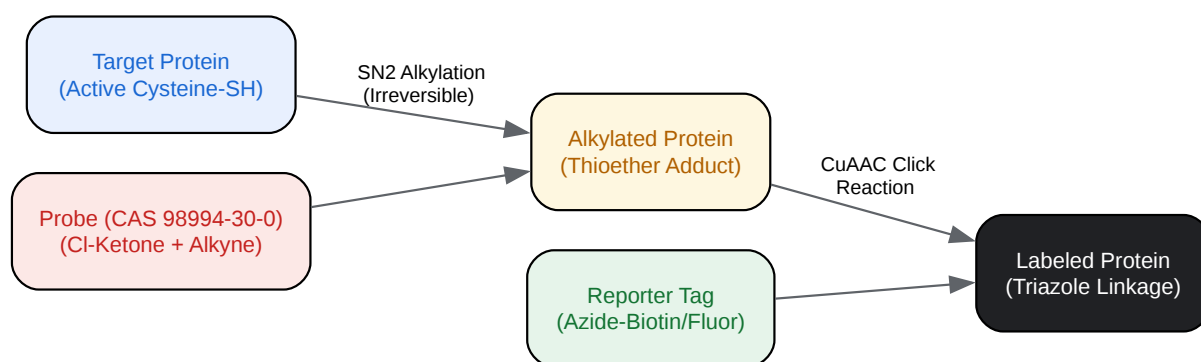 Target Protein
(Active Cysteine-SH)
SN2 Alkylation
(Irreversible)
Probe (CAS 98994-30-0)
(Cl-Ketone + Alkyne)
Alkylated Protein
(Thioether Adduct)
CuAAC Click
Reaction
Reporter Tag
(Azide-Biotin/Fluor)
Labeled Protein
(Triazole Linkage)